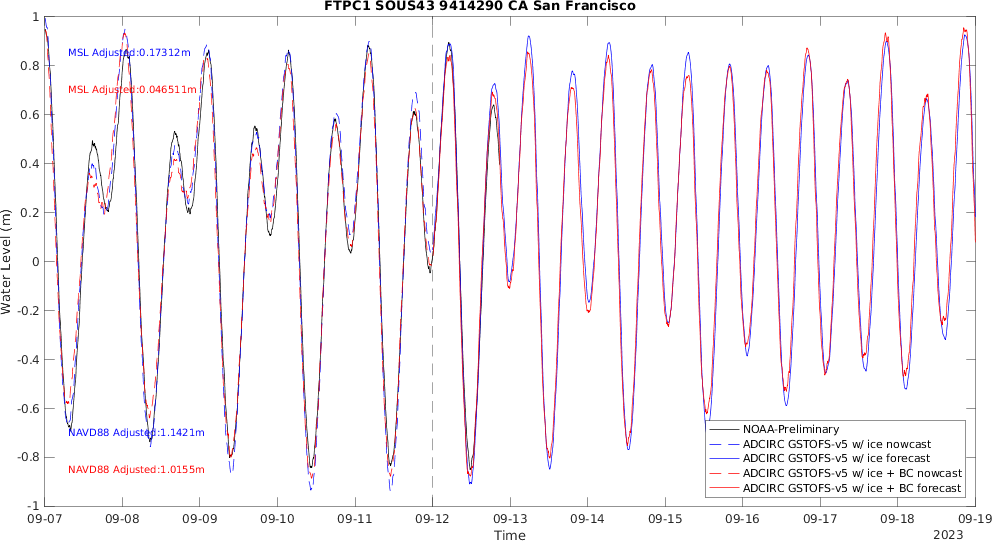 FTPC1 SOUS43 9414290 CA San Francisco
1
0.8
0.6
0.4
0.2
0
-0.2
-0.4
-0.6
-0.8
-1
Water Level (m)
MSL Adjusted:0.17312m
MSL Adjusted:0.046511m
NAVD88 Adjusted:1.1421m
NAVD88 Adjusted:1.0155m
NOAA-Preliminary
ADCIRC GSTOFS-v5 w/ ice nowcast
ADCIRC GSTOFS-v5 w/ ice forecast
ADCIRC GSTOFS-v5 w/ ice + BC nowcast
ADCIRC GSTOFS-v5 w/ ice + BC forecast
09-07 09-08 09-09 09-10 09-11 09-12 09-13 09-14 09-15 09-16 09-17 09-18 09-19
Time
2023